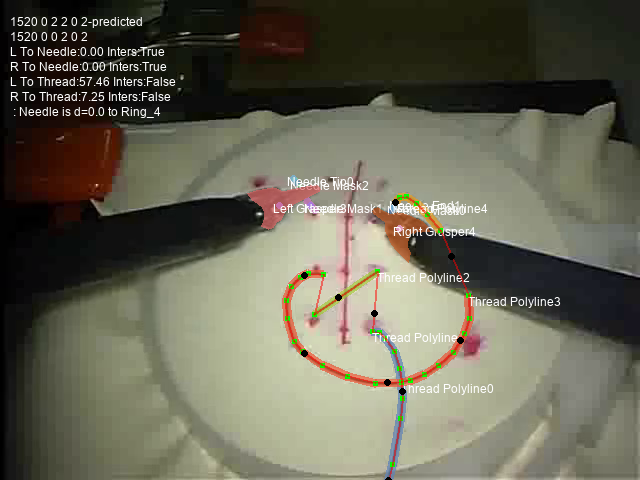 1520 0 2 2 0 2-predicted
1520 0 0 2 0 2
L To Needle:0.00 Inters:True
R To Needle:0.00 Inters:True
L To Thread:57.46 Inters:False
R To Thread:7.25 Inters:False
: Needle is d=0.0 to Ring_4
Needle Tip0
Needle Mask2
Left Grasper3
Right Grasper4
Thread Polyline2
Thread Polyline3
Thread Polyline
Thread Polyline0